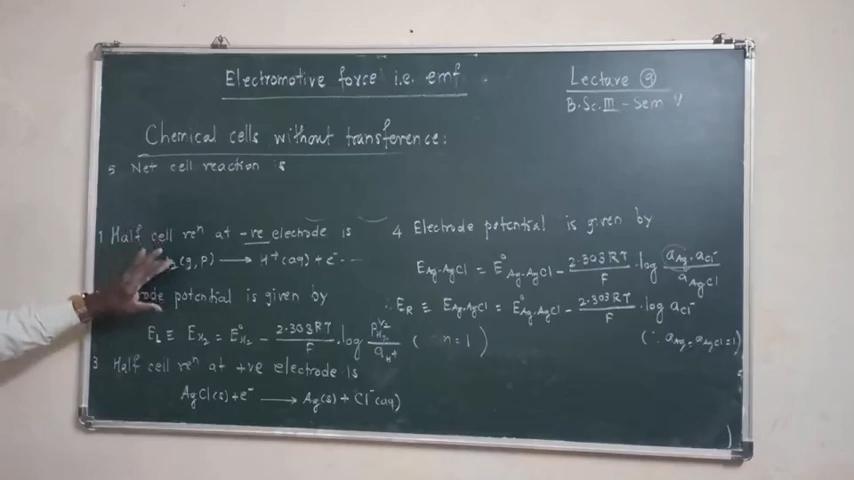 Electromotive force i.e. emf
Lecture 9
B.Sc. III - Sem V
Chemical cells without transference:
5 Net cell reaction is
1 Half cell reⁿ at -ve electrode is
₂(g, P) ⟶ H⁺(aq) + e⁻ ---
potential is given by
E_L ≡ E_H₂ = E°_H₂ - 2.303RT/F · log P_H₂^1/2 / a_H⁺ ( n=1 )
3 Half cell reⁿ at +ve electrode is
AgCl(s) + e⁻ ⟶ Ag(s) + Cl⁻(aq)
4 Electrode potential is given by
E_Ag·AgCl = E°_Ag·AgCl - 2.303RT/F · log a_Ag · a_Cl⁻ / a_AgCl
∴ E_R ≡ E_Ag·AgCl = E°_Ag·AgCl - 2.303RT/F · log a_Cl⁻
(∵ a_Ag = a_AgCl = 1)